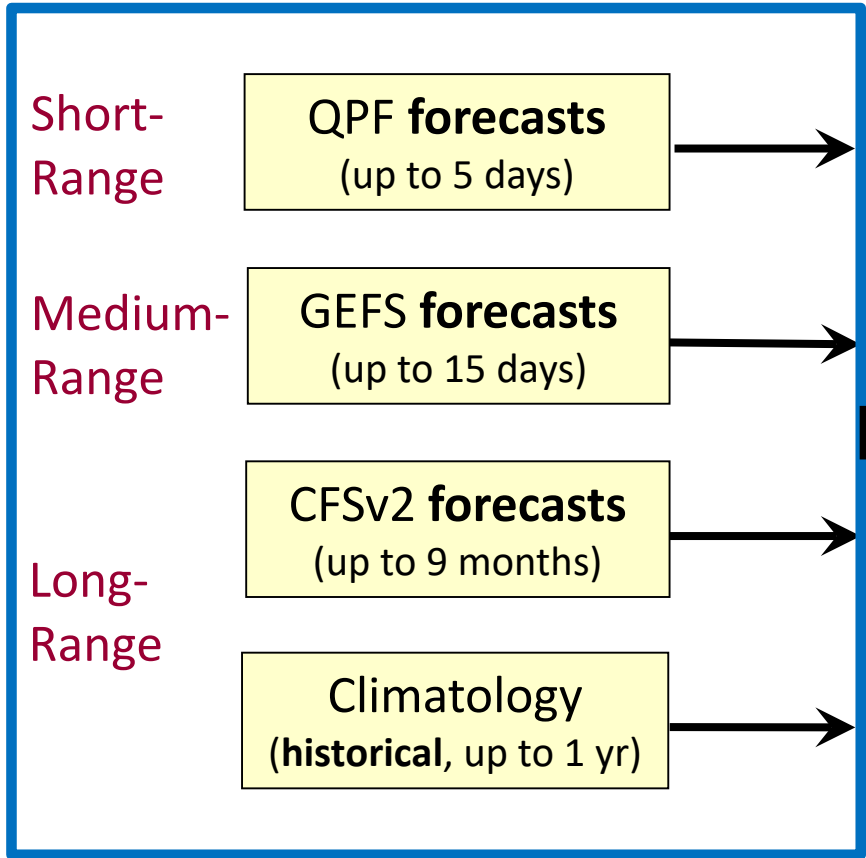 Short-
Range
QPF forecasts
(up to 5 days)
Medium-
Range
GEFS forecasts
(up to 15 days)
CFSv2 forecasts
(up to 9 months)
Long-
Range
Climatology
(historical, up to 1 yr)